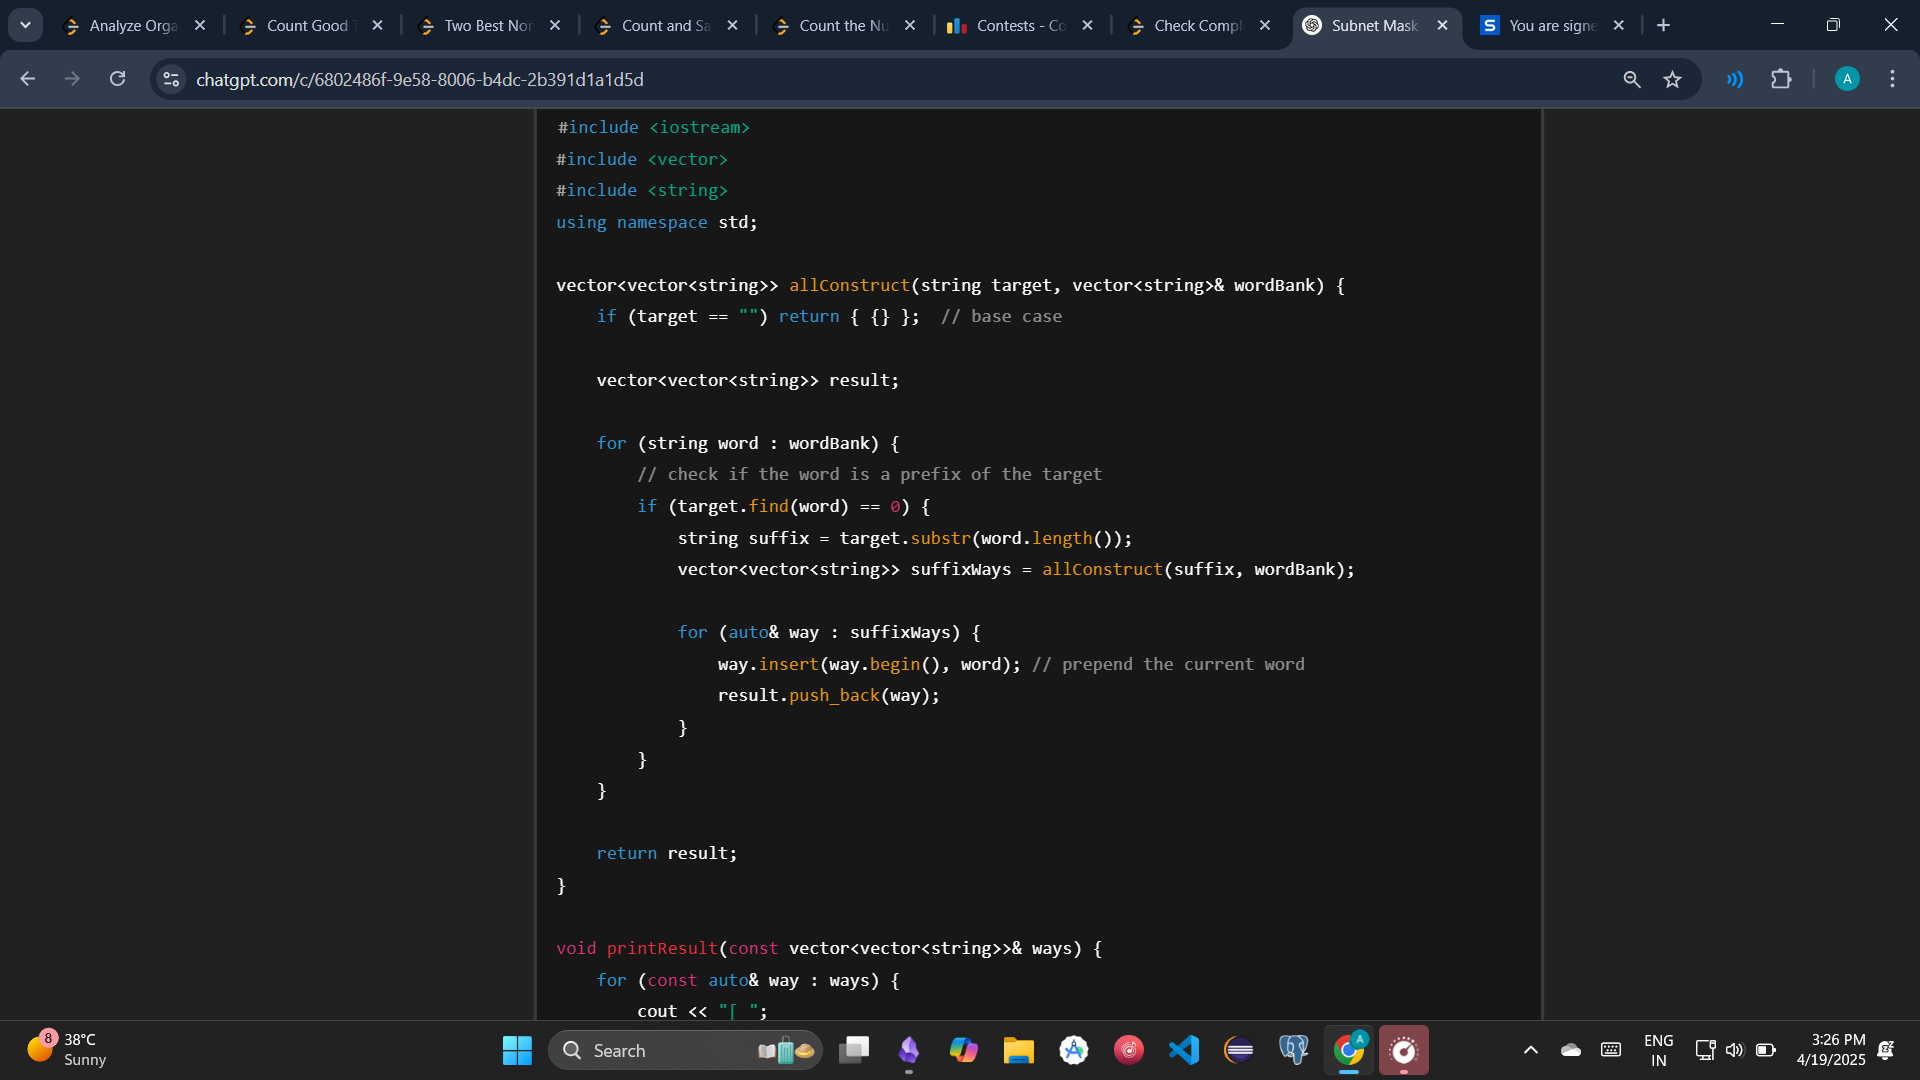 Analyze Orga
Count Good T
Two Best Non
Count and Sa
Count the Nu
Contests - Co
Check Compl
Subnet Mask
S You are signe
chatgpt.com/c/6802486f-9e58-8006-b4dc-2b391d1a1d5d
A
#include <iostream>
#include <vector>
#include <string>
using namespace std;
vector<vector<string>> allConstruct(string target, vector<string>& wordBank) {
    if (target == "") return { {} };  // base case
    vector<vector<string>> result;
    for (string word : wordBank) {
        // check if the word is a prefix of the target
        if (target.find(word) == 0) {
            string suffix = target.substr(word.length());
            vector<vector<string>> suffixWays = allConstruct(suffix, wordBank);
            for (auto& way : suffixWays) {
                way.insert(way.begin(), word); // prepend the current word
                result.push_back(way);
            }
        }
    }
    return result;
}
void printResult(const vector<vector<string>>& ways) {
    for (const auto& way : ways) {
        cout << "[ ";
8
38°C
Sunny
Search
A
ENG
IN
3:26 PM
4/19/2025